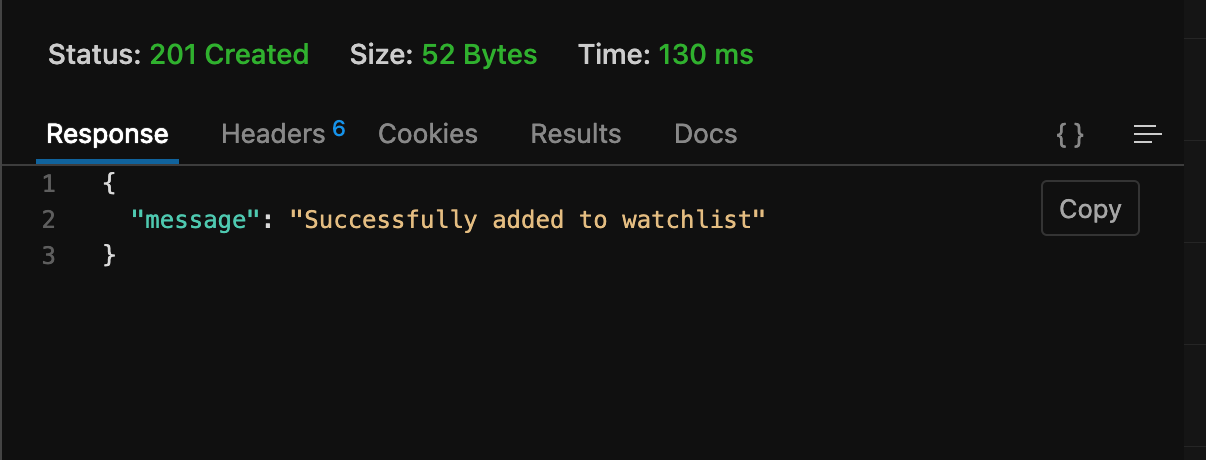 Status: 201 Created Size: 52 Bytes Time: 130 ms
Response Headers 6 Cookies Results Docs { }
1 {
2 "message": "Successfully added to watchlist"
3 }
Copy